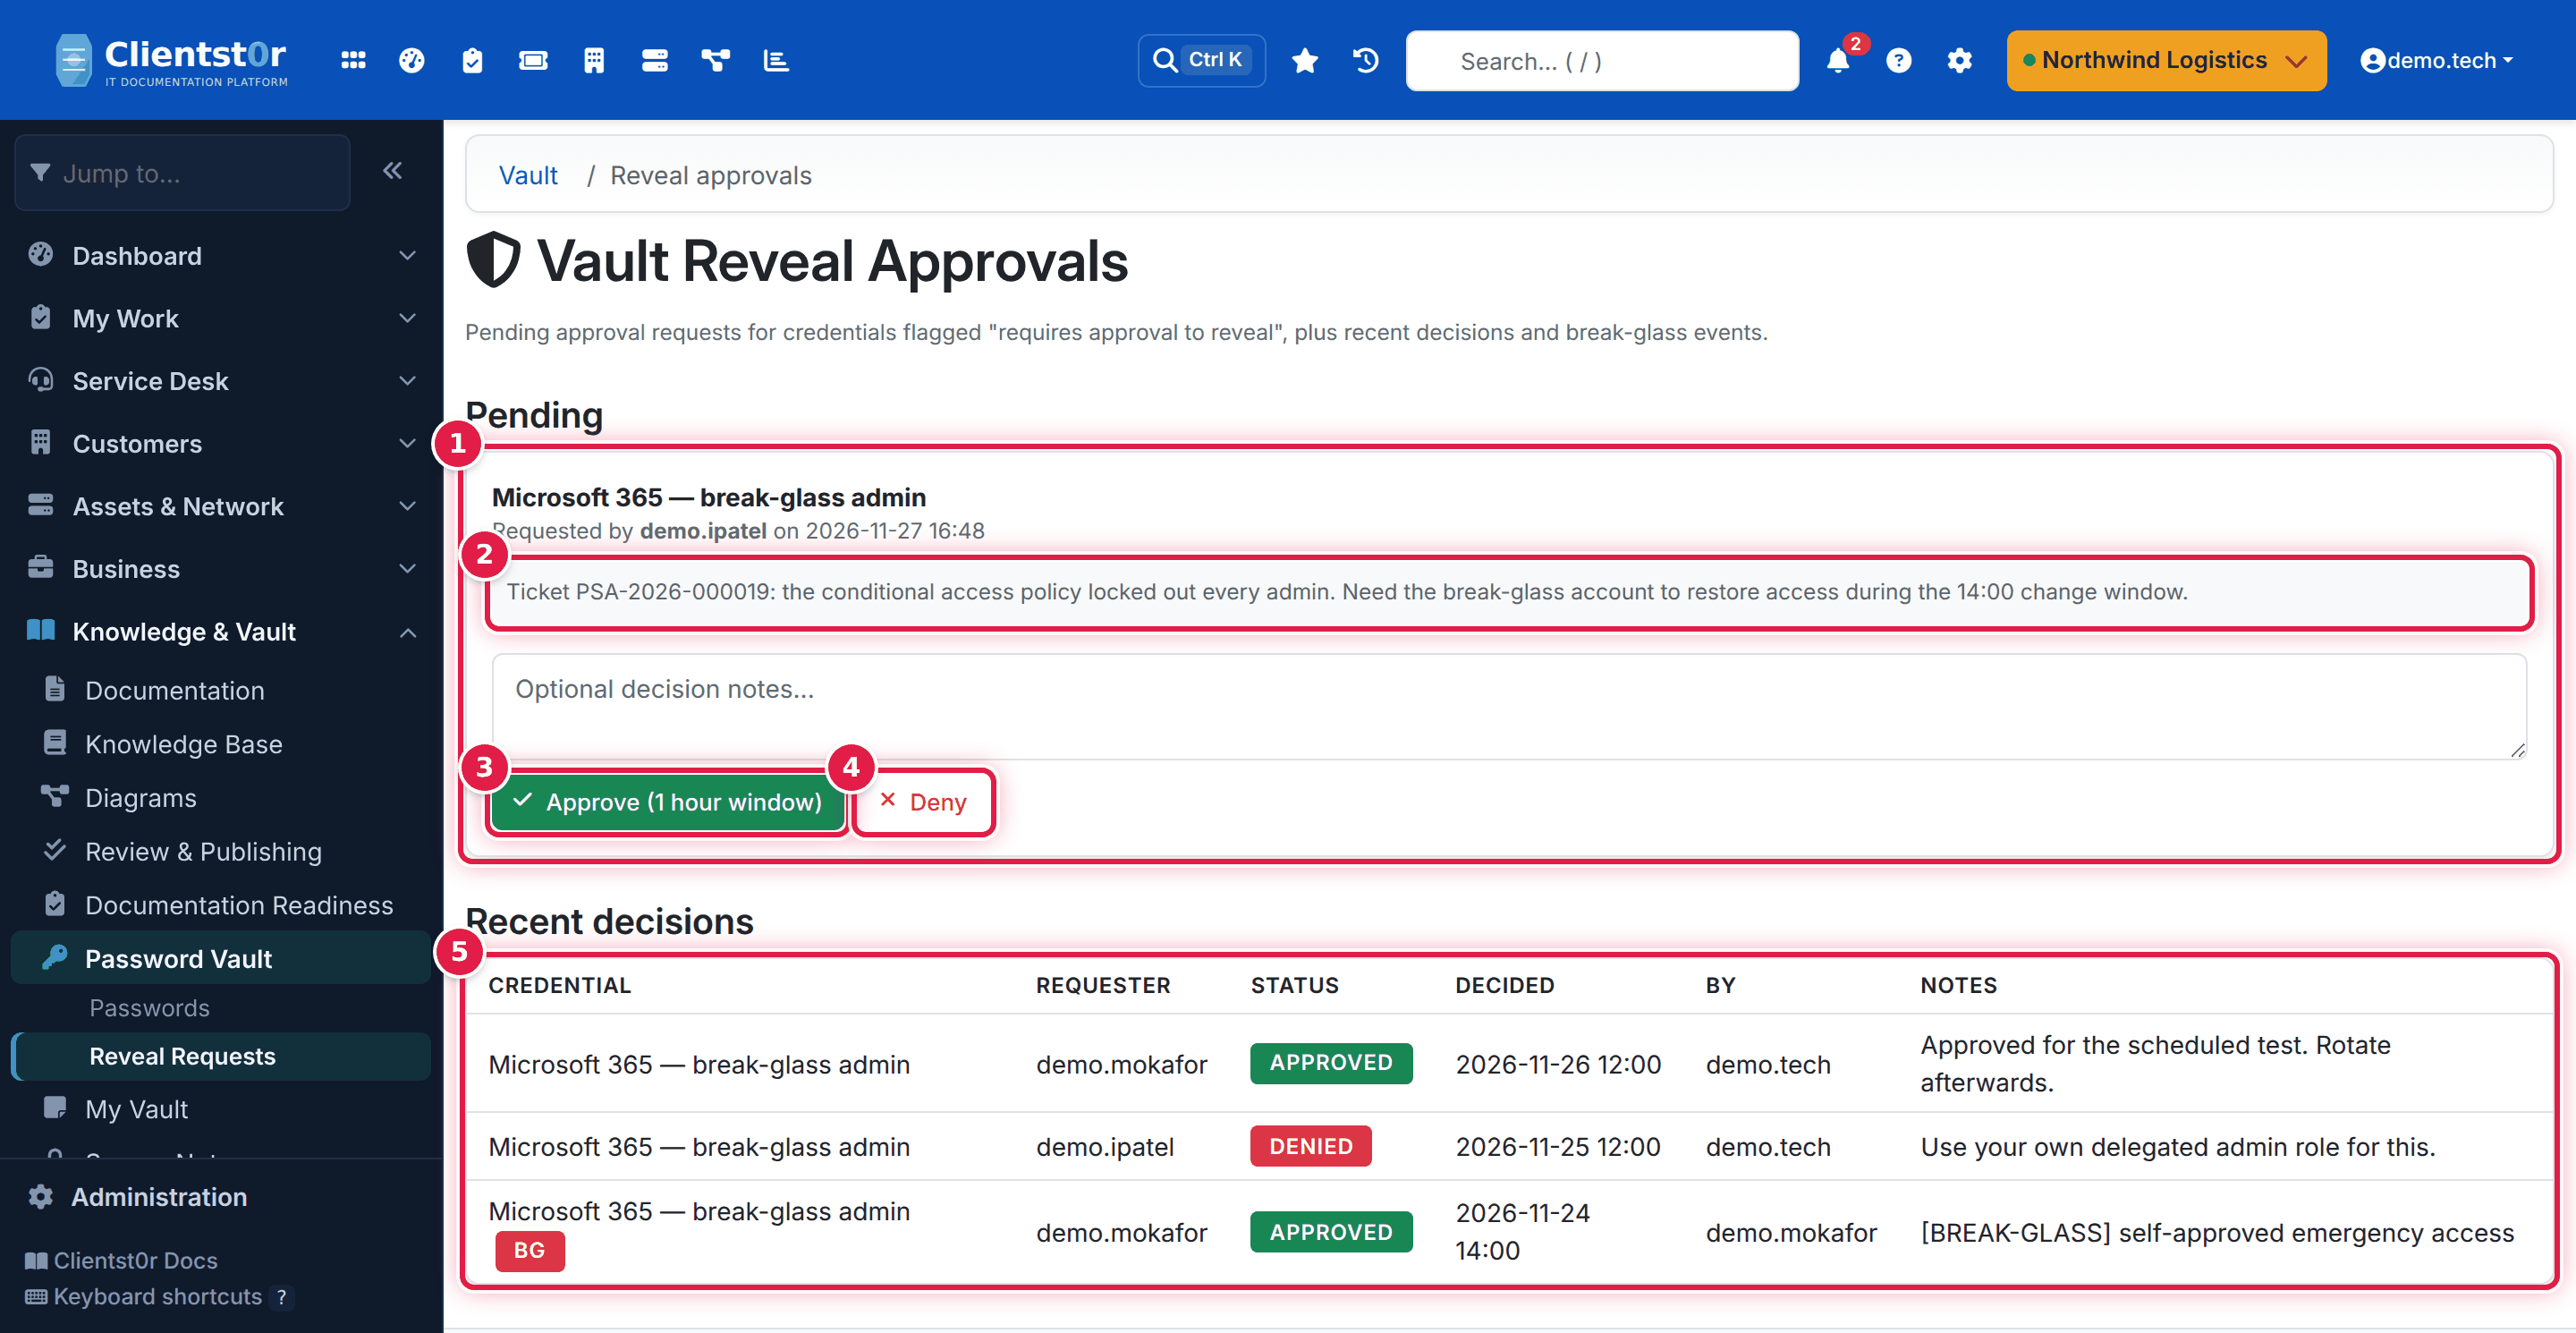 Clientst0r
IT DOCUMENTATION PLATFORM
Ctrl K
Search... ( / )
2
?
Northwind Logistics
demo.tech
Jump to...
Dashboard
My Work
Service Desk
Customers
Assets & Network
Business
Knowledge & Vault
Documentation
Knowledge Base
Diagrams
Review & Publishing
Documentation Readiness
Password Vault
Passwords
Reveal Requests
My Vault
Administration
Clientst0r Docs
Keyboard shortcuts ?
Vault / Reveal approvals
Vault Reveal Approvals
Pending approval requests for credentials flagged "requires approval to reveal", plus recent decisions and break-glass events.
Pending
1
Microsoft 365 — break-glass admin
Requested by demo.ipatel on 2026-11-27 16:48
2
Ticket PSA-2026-000019: the conditional access policy locked out every admin. Need the break-glass account to restore access during the 14:00 change window.
Optional decision notes...
3
Approve (1 hour window)
4
Deny
Recent decisions
5
CREDENTIAL REQUESTER STATUS DECIDED BY NOTES
Microsoft 365 — break-glass admin demo.mokafor APPROVED 2026-11-26 12:00 demo.tech Approved for the scheduled test. Rotate
afterwards.
Microsoft 365 — break-glass admin demo.ipatel DENIED 2026-11-25 12:00 demo.tech Use your own delegated admin role for this.
Microsoft 365 — break-glass admin
BG
demo.mokafor APPROVED
2026-11-24
14:00
demo.mokafor [BREAK-GLASS] self-approved emergency access